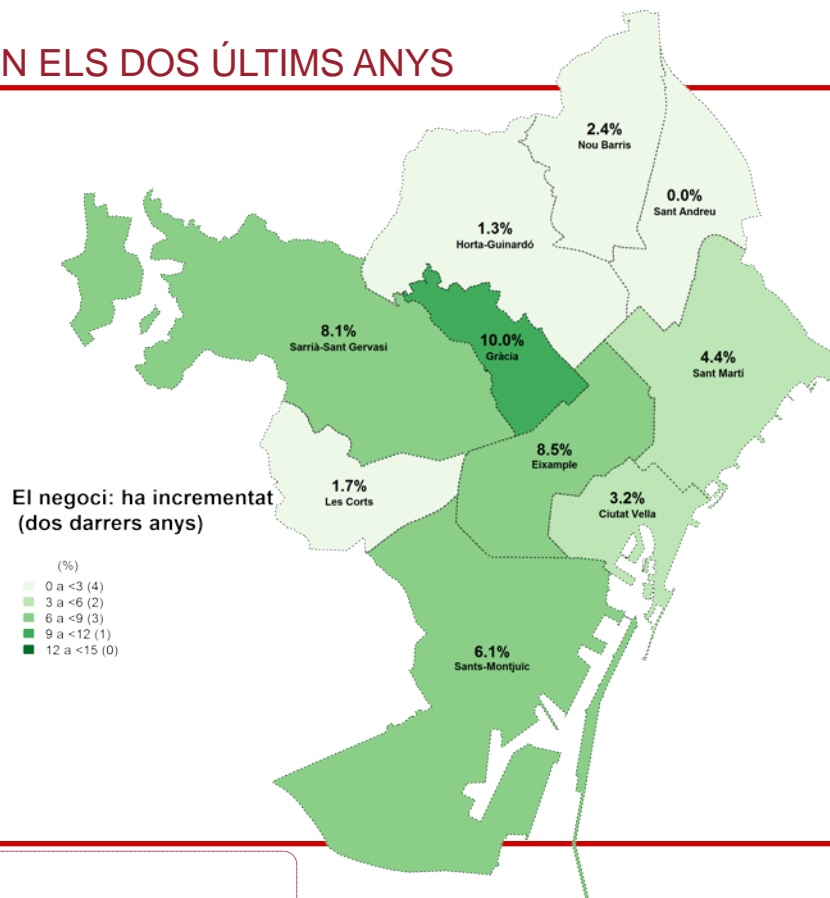 N ELS DOS ÚLTIMS ANYS
2.4%
Nou Barris
0.0%
Sant Andreu
1.3%
Horta-Guinardó
8.1%
Sarrià-Sant Gervasi
10.0%
Gràcia
4.4%
Sant Martí
8.5%
Eixample
1.7%
Les Corts
3.2%
Ciutat Vella
6.1%
Sants-Montjuïc
El negoci: ha incrementat
(dos darrers anys)
(%)
0 a <3 (4)
3 a <6 (2)
6 a <9 (3)
9 a <12 (1)
12 a <15 (0)